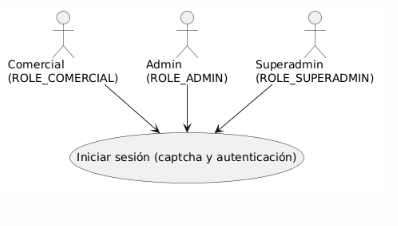 Comercial
(ROLE_COMERCIAL)
Admin
(ROLE_ADMIN)
Superadmin
(ROLE_SUPERADMIN)
Iniciar sesión (captcha y autenticación)